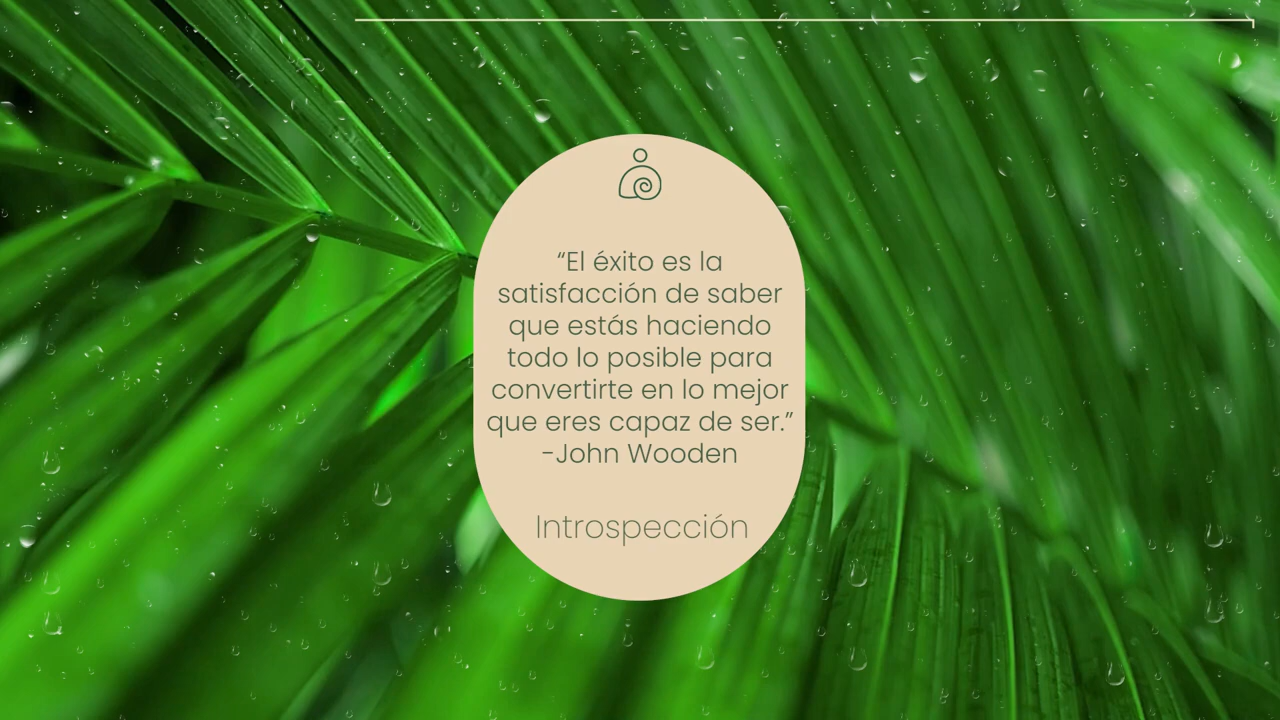 “El éxito es la
satisfacción de saber
que estás haciendo
todo lo posible para
convertirte en lo mejor
que eres capaz de ser.”
-John Wooden
Introspección